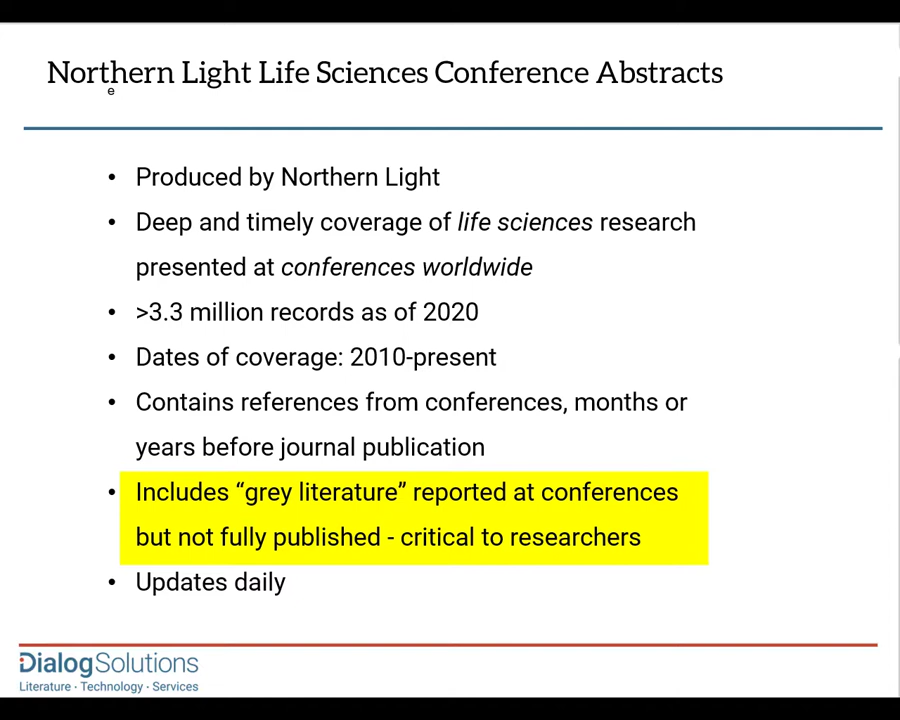 Northern Light Life Sciences Conference Abstracts
e
• Produced by Northern Light
• Deep and timely coverage of life sciences research
presented at conferences worldwide
• >3.3 million records as of 2020
• Dates of coverage: 2010-present
• Contains references from conferences, months or
years before journal publication
• Includes “grey literature” reported at conferences
but not fully published - critical to researchers
• Updates daily
DialogSolutions
Literature · Technology · Services